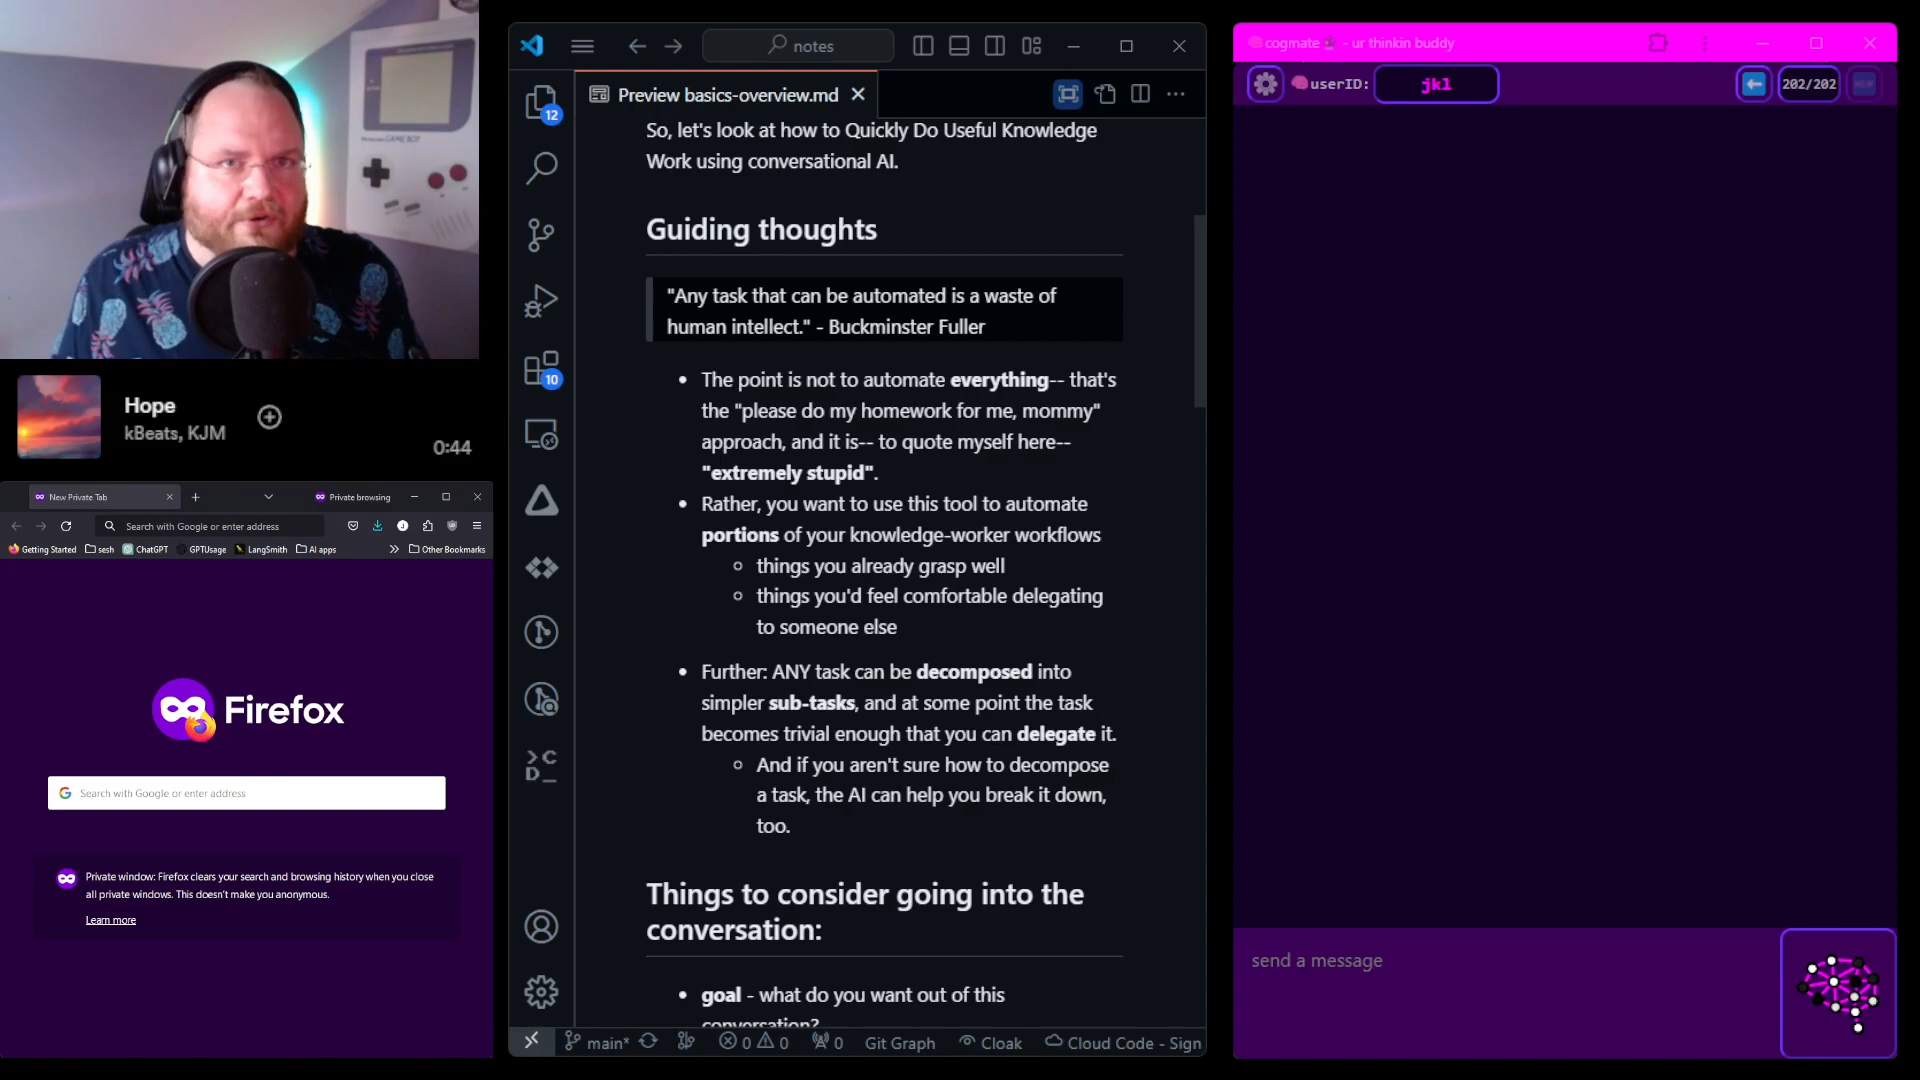 Hope
kBeats, KJM
0:44
New Private Tab
Private browsing
Search with Google or enter address
Getting Started
sesh
ChatGPT
GPTUsage
LangSmith
AI apps
Other Bookmarks
Firefox
Search with Google or enter address
Private window: Firefox clears your search and browsing history when you close
all private windows. This doesn't make you anonymous.
Learn more
notes
Preview basics-overview.md
12
10
So, let's look at how to Quickly Do Useful Knowledge
Work using conversational AI.
Guiding thoughts
"Any task that can be automated is a waste of
human intellect." - Buckminster Fuller
The point is not to automate everything-- that's
the "please do my homework for me, mommy"
approach, and it is-- to quote myself here--
"extremely stupid".
Rather, you want to use this tool to automate
portions of your knowledge-worker workflows
things you already grasp well
things you'd feel comfortable delegating
to someone else
Further: ANY task can be decomposed into
simpler sub-tasks, and at some point the task
becomes trivial enough that you can delegate it.
And if you aren't sure how to decompose
a task, the AI can help you break it down,
too.
Things to consider going into the
conversation:
goal - what do you want out of this
conversation?
main*
0
0
0
Git Graph
Cloak
Cloud Code - Sign
cogmate - ur thinkin buddy
userID:
jkl
202/202
send a message